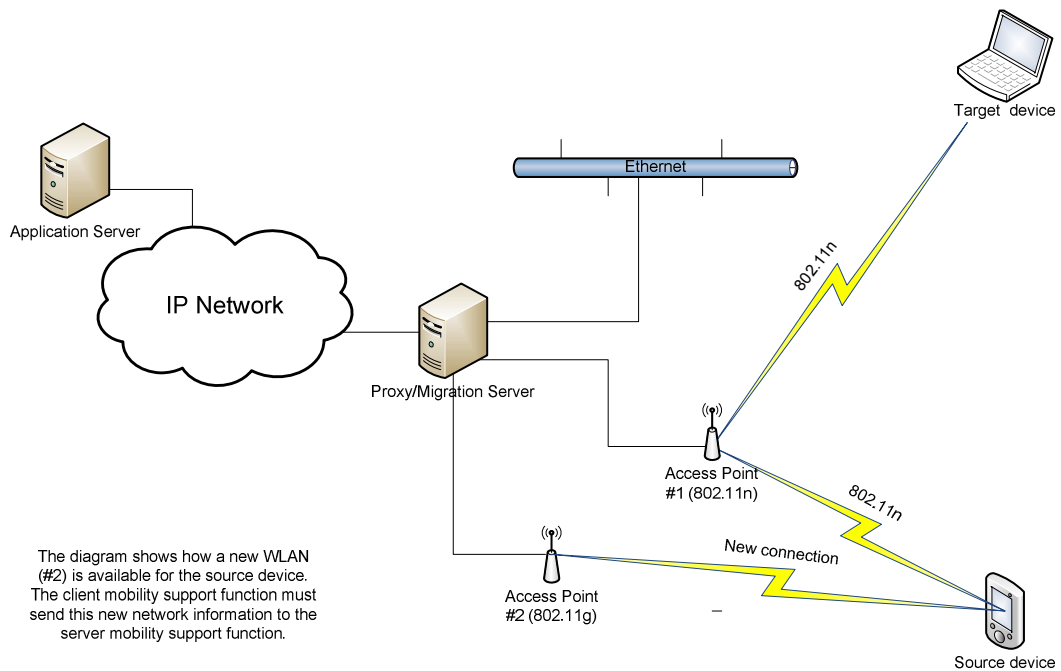 Target device
Ethernet
Application Server
802.11n
IP Network
Proxy/Migration Server
Access Point
#1 (802.11n)
802.11n
New connection
The diagram shows how a new WLAN
(#2) is available for the source device.
The client mobility support function must
send this new network information to the
server mobility support function.
Access Point
#2 (802.11g)
Source device